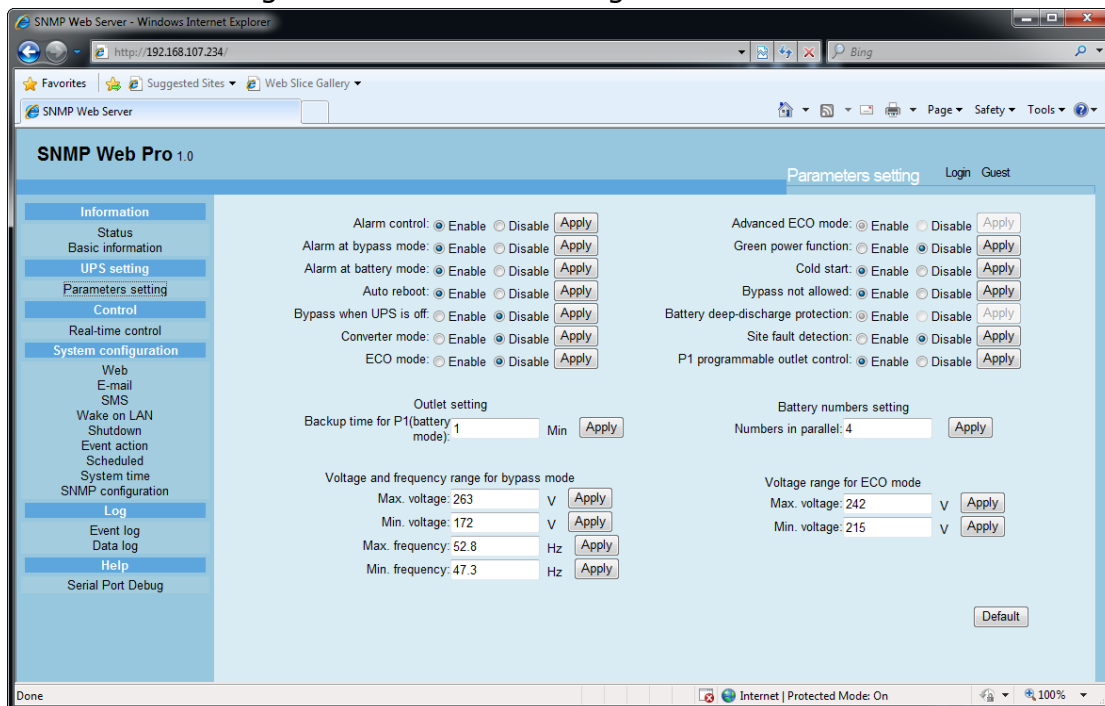 SNMP Web Server - Windows Internet Explorer
http://192.168.107.234/
Bing
Favorites Suggested Sites Web Slice Gallery
SNMP Web Server
Page Safety Tools
SNMP Web Pro 1.0
Parameters setting Login Guest
Information
Status
Basic information
UPS setting
Parameters setting
Control
Real-time control
System configuration
Web
E-mail
SMS
Wake on LAN
Shutdown
Event action
Scheduled
System time
SNMP configuration
Log
Event log
Data log
Help
Serial Port Debug
Alarm control: Enable Disable Apply
Alarm at bypass mode: Enable Disable Apply
Alarm at battery mode: Enable Disable Apply
Auto reboot: Enable Disable Apply
Bypass when UPS is off: Enable Disable Apply
Converter mode: Enable Disable Apply
ECO mode: Enable Disable Apply
Advanced ECO mode: Enable Disable Apply
Green power function: Enable Disable Apply
Cold start: Enable Disable Apply
Bypass not allowed: Enable Disable Apply
Battery deep-discharge protection: Enable Disable Apply
Site fault detection: Enable Disable Apply
P1 programmable outlet control: Enable Disable Apply
Outlet setting
Backup time for P1(battery
mode): 1 Min Apply
Battery numbers setting
Numbers in parallel: 4 Apply
Voltage and frequency range for bypass mode
Max. voltage: 263 V Apply
Min. voltage: 172 V Apply
Max. frequency: 52.8 Hz Apply
Min. frequency: 47.3 Hz Apply
Voltage range for ECO mode
Max. voltage: 242 V Apply
Min. voltage: 215 V Apply
Default
Done
Internet | Protected Mode: On
100%